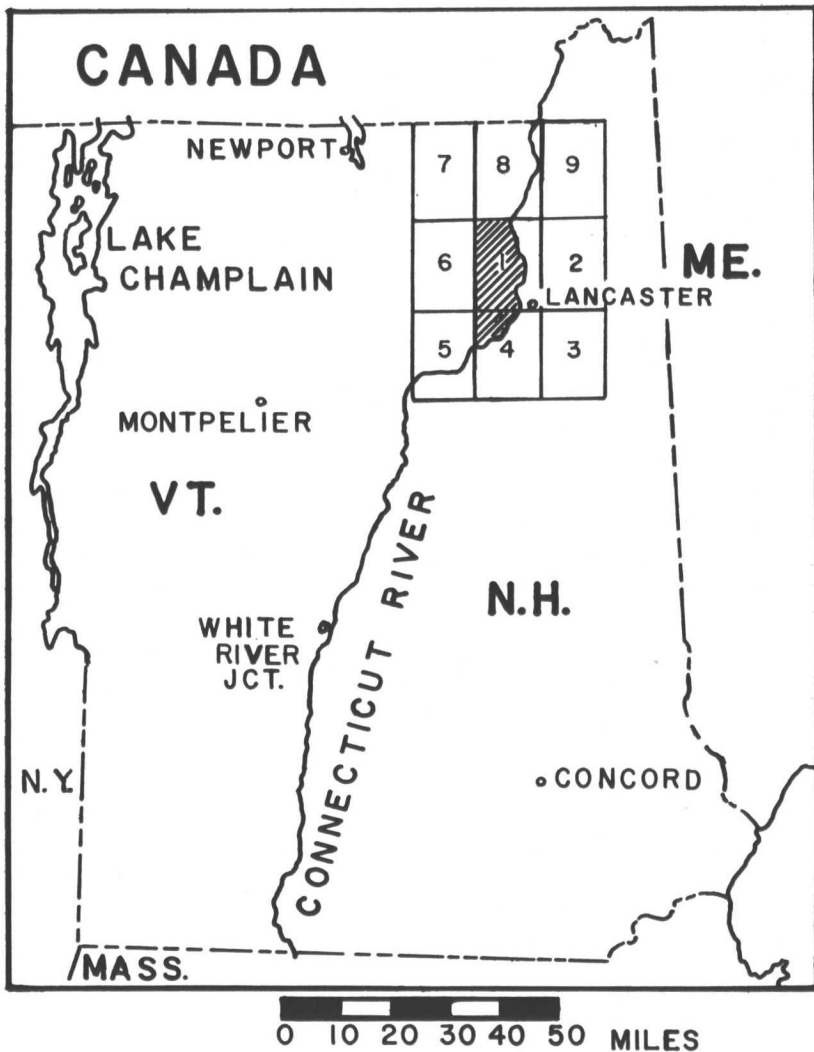 CANADA
NEWPORT
7 8 9
LAKE
CHAMPLAIN
6 1 2
ME.
LANCASTER
5 4 3
MONTPELIER
VT.
CONNECTICUT RIVER
N.H.
WHITE
RIVER
JCT.
N.Y.
CONCORD
MASS.
0 10 20 30 40 50 MILES